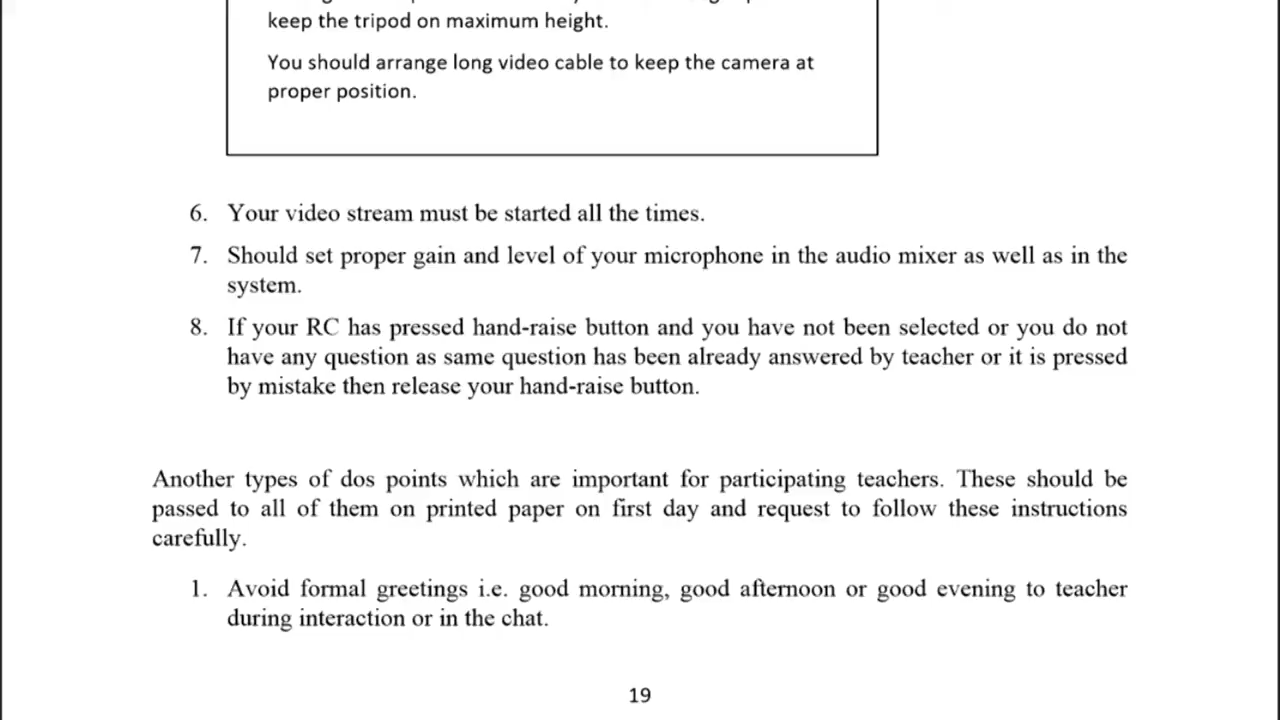 keep the tripod on maximum height.
You should arrange long video cable to keep the camera at
proper position.
6. Your video stream must be started all the times.
7. Should set proper gain and level of your microphone in the audio mixer as well as in the
system.
8. If your RC has pressed hand-raise button and you have not been selected or you do not
have any question as same question has been already answered by teacher or it is pressed
by mistake then release your hand-raise button.
Another types of dos points which are important for participating teachers. These should be
passed to all of them on printed paper on first day and request to follow these instructions
carefully.
1. Avoid formal greetings i.e. good morning, good afternoon or good evening to teacher
during interaction or in the chat.
19